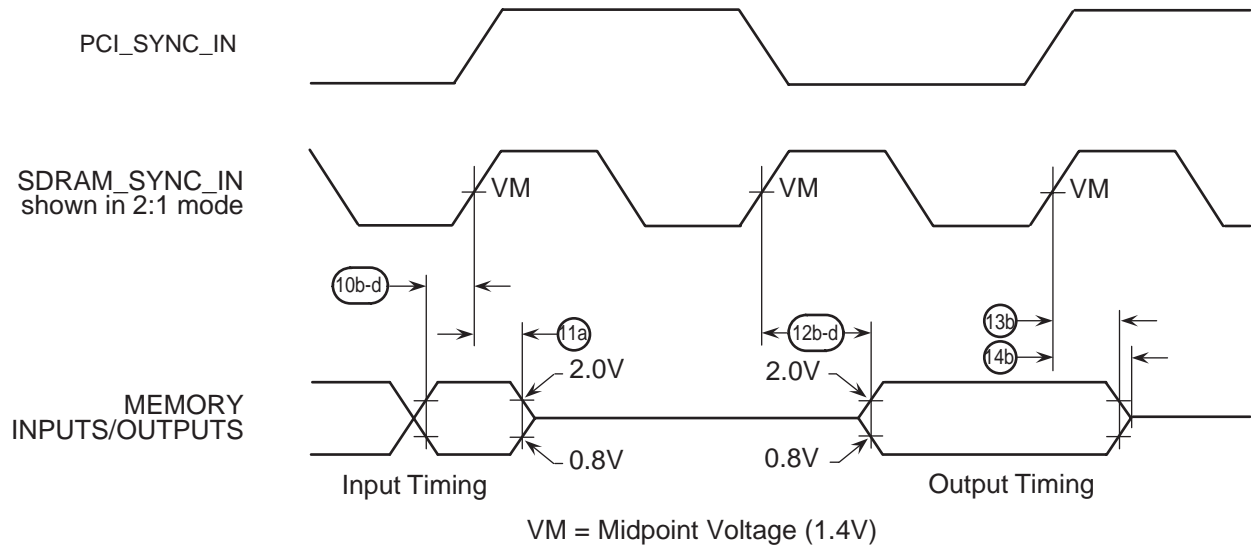 PCI_SYNC_IN
SDRAM_SYNC_IN
shown in 2:1 mode
VM
VM
VM
10b-d
11a
12b-d
13b
14b
2.0V
2.0V
MEMORY
INPUTS/OUTPUTS
0.8V
0.8V
Input Timing
Output Timing
VM = Midpoint Voltage (1.4V)